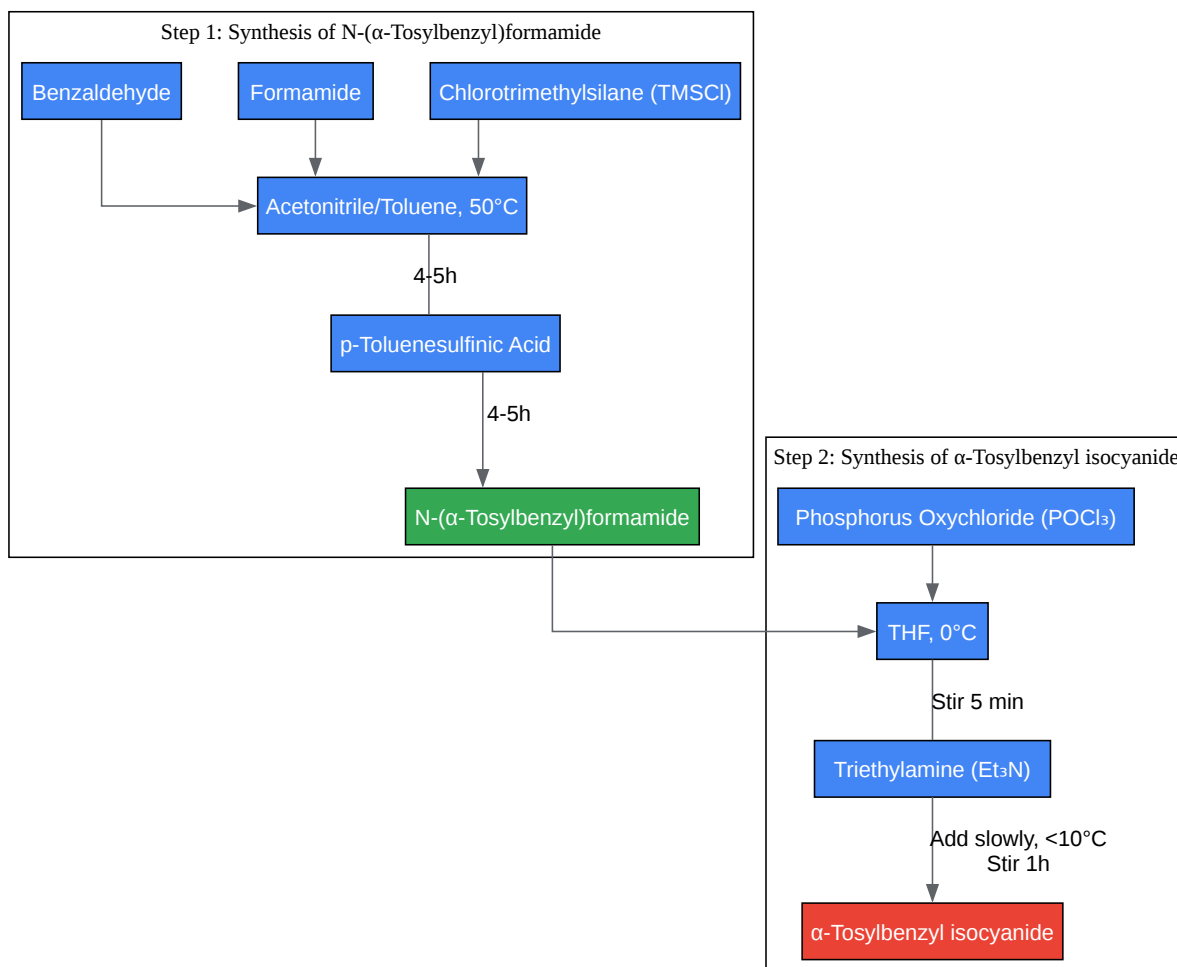 Step 1: Synthesis of N-(α-Tosylbenzyl)formamide
Benzaldehyde
Formamide
Chlorotrimethylsilane (TMSCl)
Acetonitrile/Toluene, 50°C
4-5h
p-Toluenesulfinic Acid
4-5h
N-(α-Tosylbenzyl)formamide
Step 2: Synthesis of α-Tosylbenzyl isocyanide
Phosphorus Oxychloride (POCl₃)
THF, 0°C
Stir 5 min
Triethylamine (Et₃N)
Add slowly, <10°C
Stir 1h
α-Tosylbenzyl isocyanide